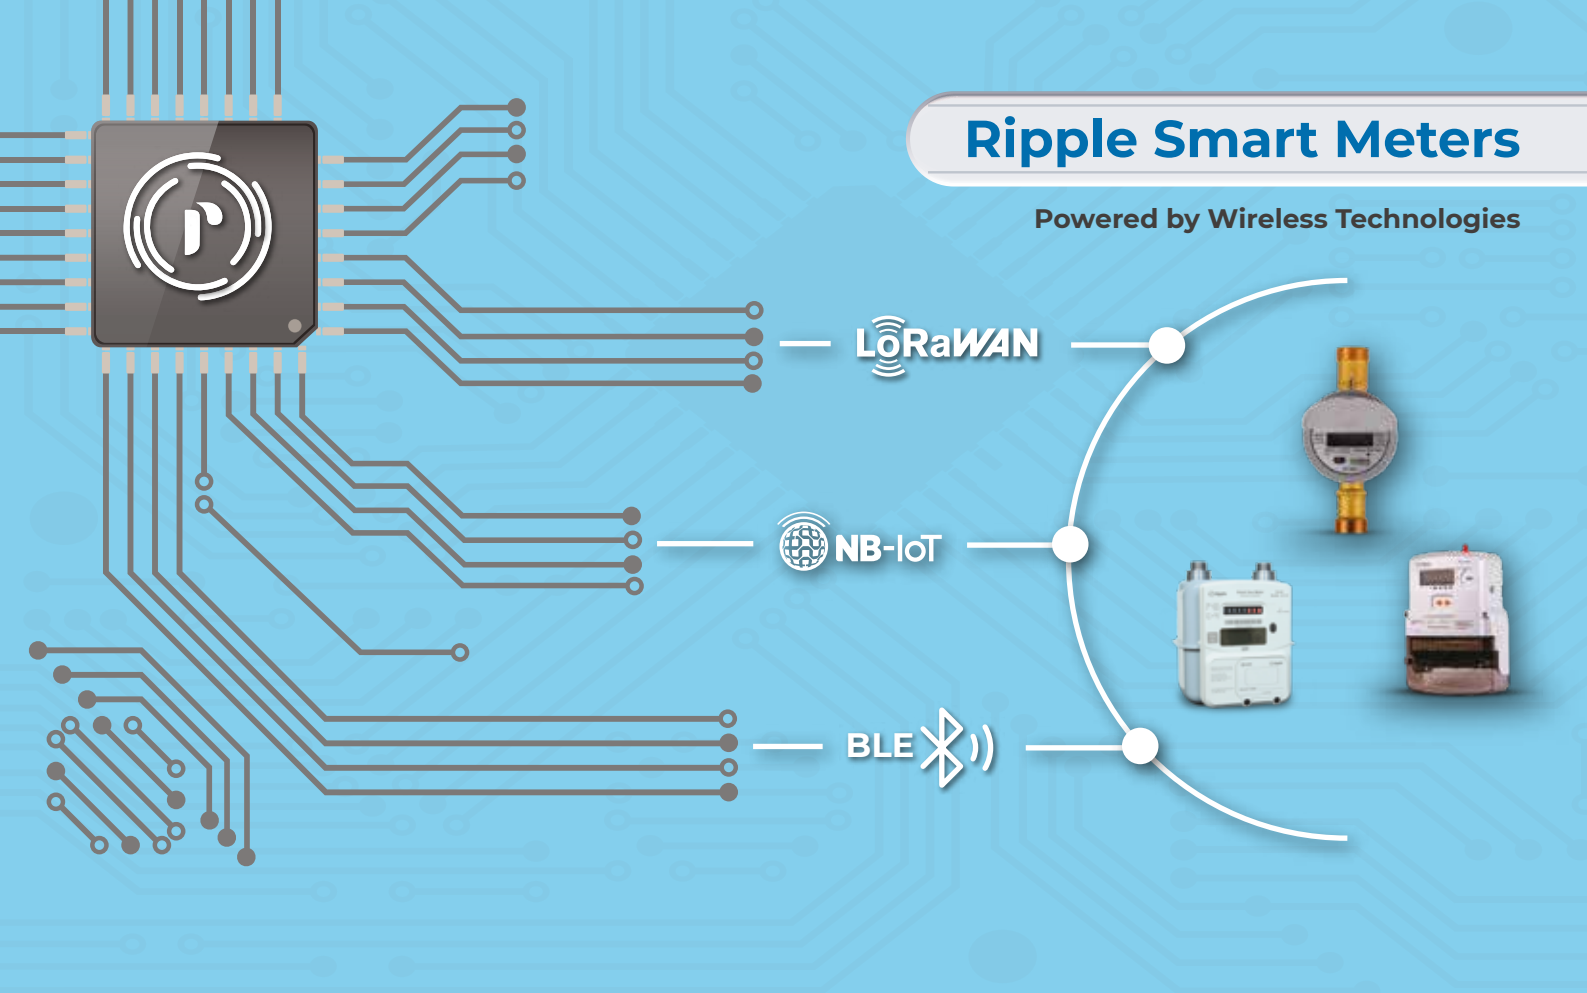 Ripple Smart Meters
Powered by Wireless Technologies
r
LoRaWAN
NB-IoT
BLE